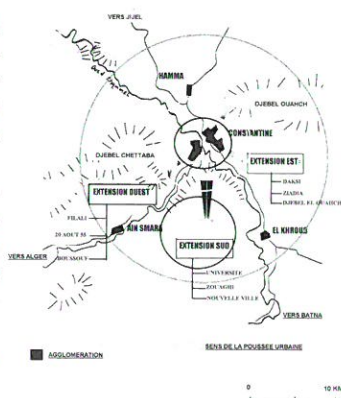 VERS JIJEL
HAMMA
DJEBEL OUAHCH
CONSTANTINE
DJEBEL CHETTABA
EXTENSION EST
DAKSI
ZIADIA
DJEBEL EL OUAHCH
EXTENSION OUEST
FILALI
20 AOUT 55
BOUSSOUF
AIN SMARA
VERS ALGER
EXTENSION SUD
UNIVERSITE
ZOUAGHI
NOUVELLE VILLE
EL KHROUB
VERS BATNA
SENS DE LA POUSSEE URBAINE
AGGLOMERATION
0 10 KM